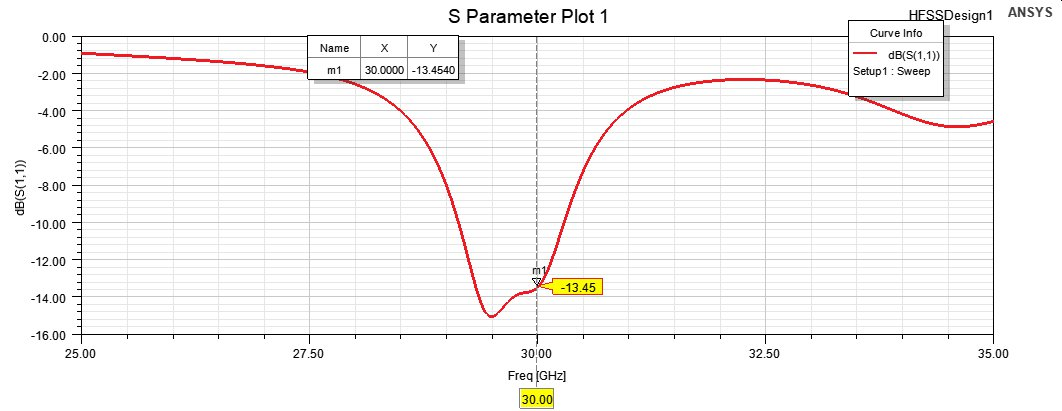 S Parameter Plot 1
HFSSDesign1
ANSYS
Name X Y
m1 30.0000 -13.4540
Curve Info
dB(S(1,1))
Setup1 : Sweep
dB(S(1,1))
0.00
-2.00
-4.00
-6.00
-8.00
-10.00
-12.00
-14.00
-16.00
m1
-13.45
25.00 27.50 30.00 32.50 35.00
Freq [GHz]
30.00